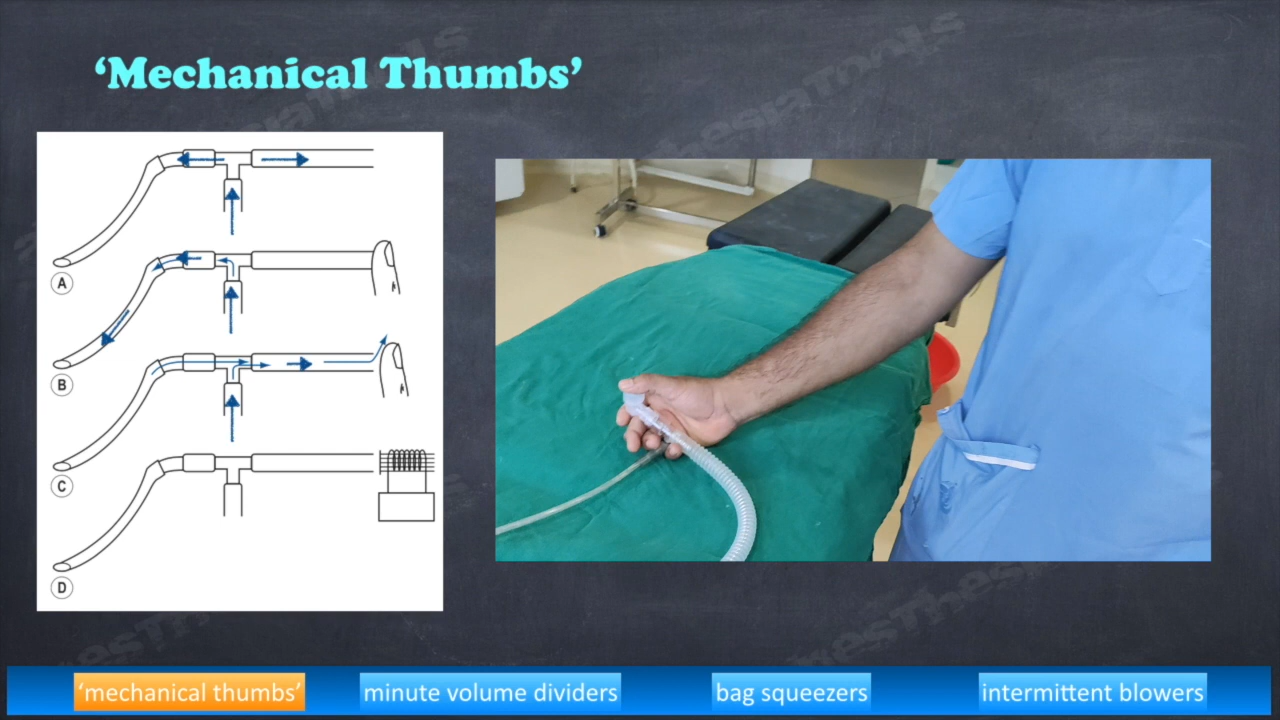 ‘Mechanical Thumbs’
A
B
C
D
‘mechanical thumbs’
minute volume dividers
bag squeezers
intermittent blowers